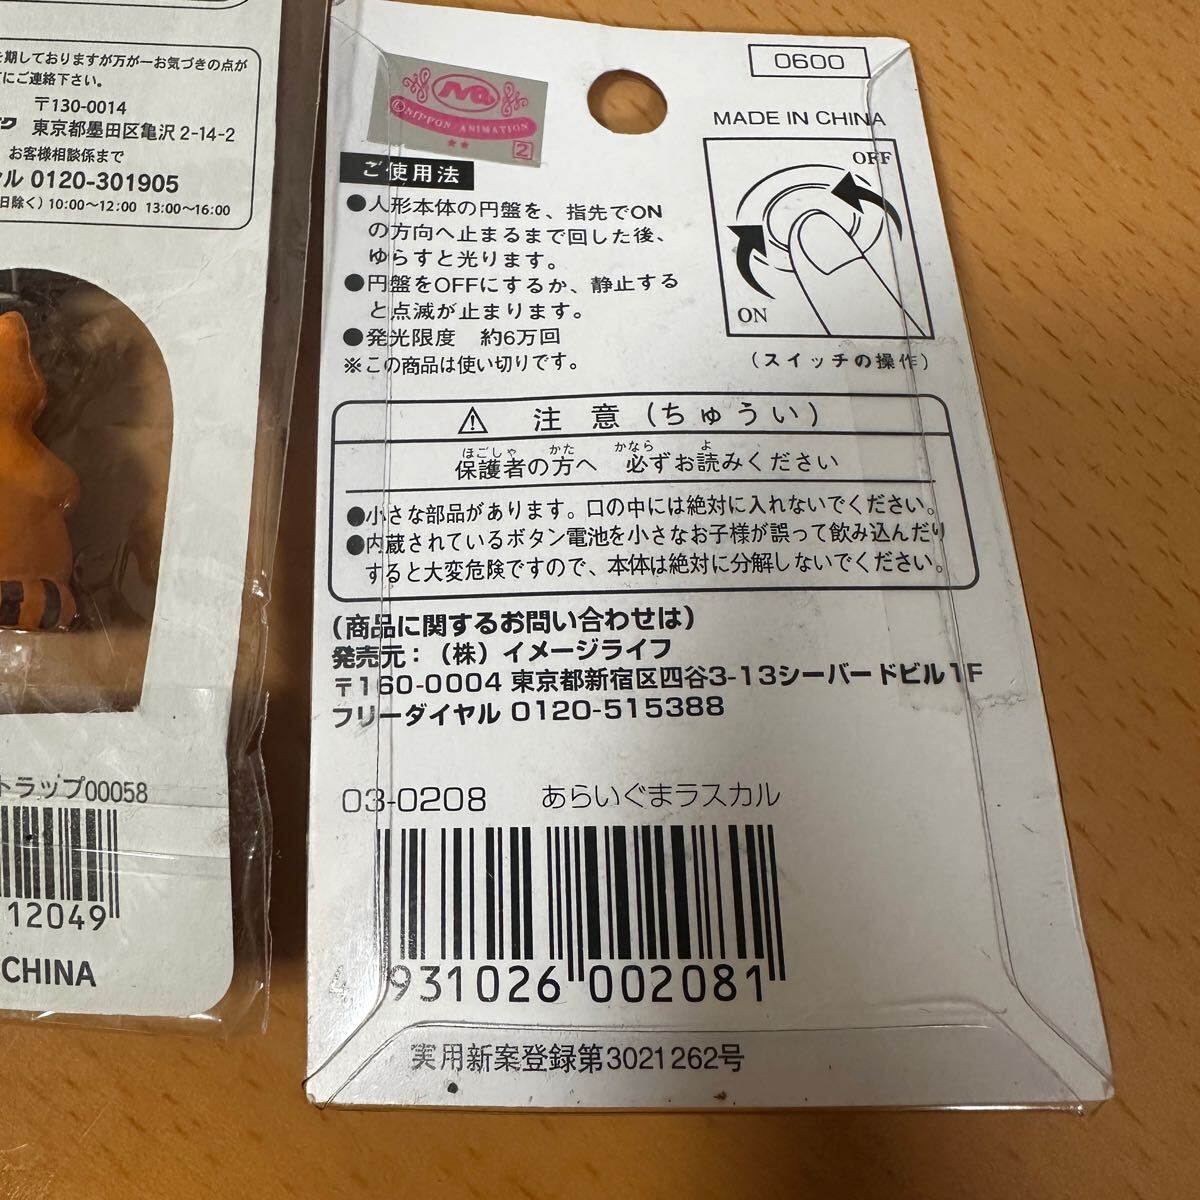 を期しておりますが万が一お気づきの点が
にご連絡下さい。
〒130-0014
東京都墨田区亀沢 2-14-2
お客様相談係まで
ヤル 0120-301905
日除く) 10:00〜12:00 13:00〜16:00
トラップ00058
12049
CHINA
NA
©NIPPON ANIMATION
★★
2
0600
MADE IN CHINA
OFF
ON
(スイッチの操作)
ご使用法
●人形本体の円盤を、指先でON
の方向へ止まるまで回した後、
ゆらすと光ります。
●円盤をOFFにするか、静止する
と点滅が止まります。
●発光限度 約6万回
※この商品は使い切りです。
⚠ 注 意 (ちゅうい)
ほごしゃ かた かなら よ
保護者の方へ 必ずお読みください
●小さな部品があります。口の中には絶対に入れないでください。
●内蔵されているボタン電池を小さなお子様が誤って飲み込んだり
すると大変危険ですので、本体は絶対に分解しないでください。
(商品に関するお問い合わせは)
発売元：(株) イメージライフ
〒160-0004 東京都新宿区四谷3-13シーバードビル1F
フリーダイヤル 0120-515388
03-0208 あらいぐまラスカル
4 931026 002081
実用新案登録第3021262号